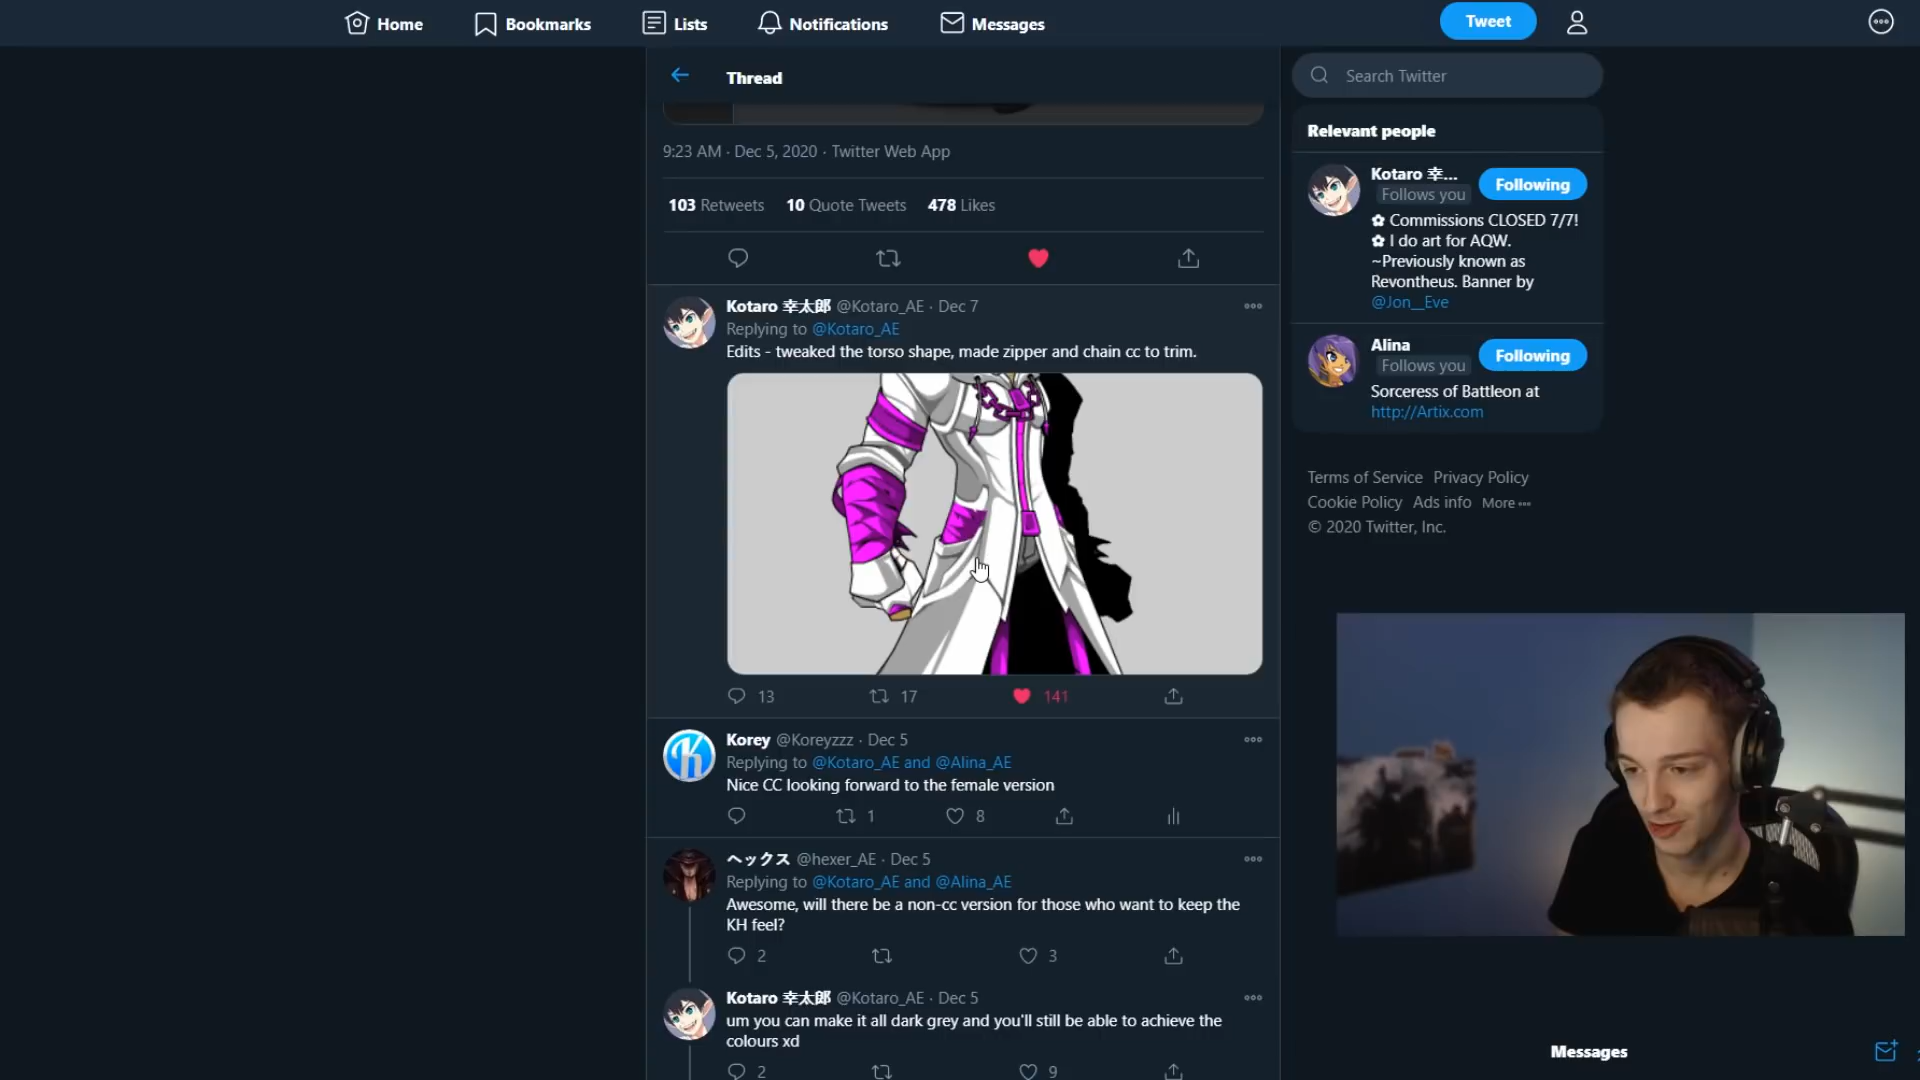 Home
Bookmarks
Lists
Notifications
Messages
Tweet
Thread
Search Twitter
9:23 AM · Dec 5, 2020 · Twitter Web App
103 Retweets 10 Quote Tweets 478 Likes
Kotaro 幸太郎 @Kotaro_AE · Dec 7
Replying to @Kotaro_AE
Edits - tweaked the torso shape, made zipper and chain cc to trim.
13 17 141
Korey @Koreyzzz · Dec 5
Replying to @Kotaro_AE and @Alina_AE
Nice CC looking forward to the female version
1 8
ヘックス @hexer_AE · Dec 5
Replying to @Kotaro_AE and @Alina_AE
Awesome, will there be a non-cc version for those who want to keep the
KH feel?
2 3
Kotaro 幸太郎 @Kotaro_AE · Dec 5
um you can make it all dark grey and you'll still be able to achieve the
colours xd
2 9
Relevant people
Kotaro 幸...
Follows you
Following
✿ Commissions CLOSED 7/7!
✿ I do art for AQW.
~Previously known as
Revontheus. Banner by
@Jon__Eve
Alina
Follows you
Following
Sorceress of Battleon at
http://Artix.com
Terms of Service Privacy Policy
Cookie Policy Ads info More ···
© 2020 Twitter, Inc.
Messages